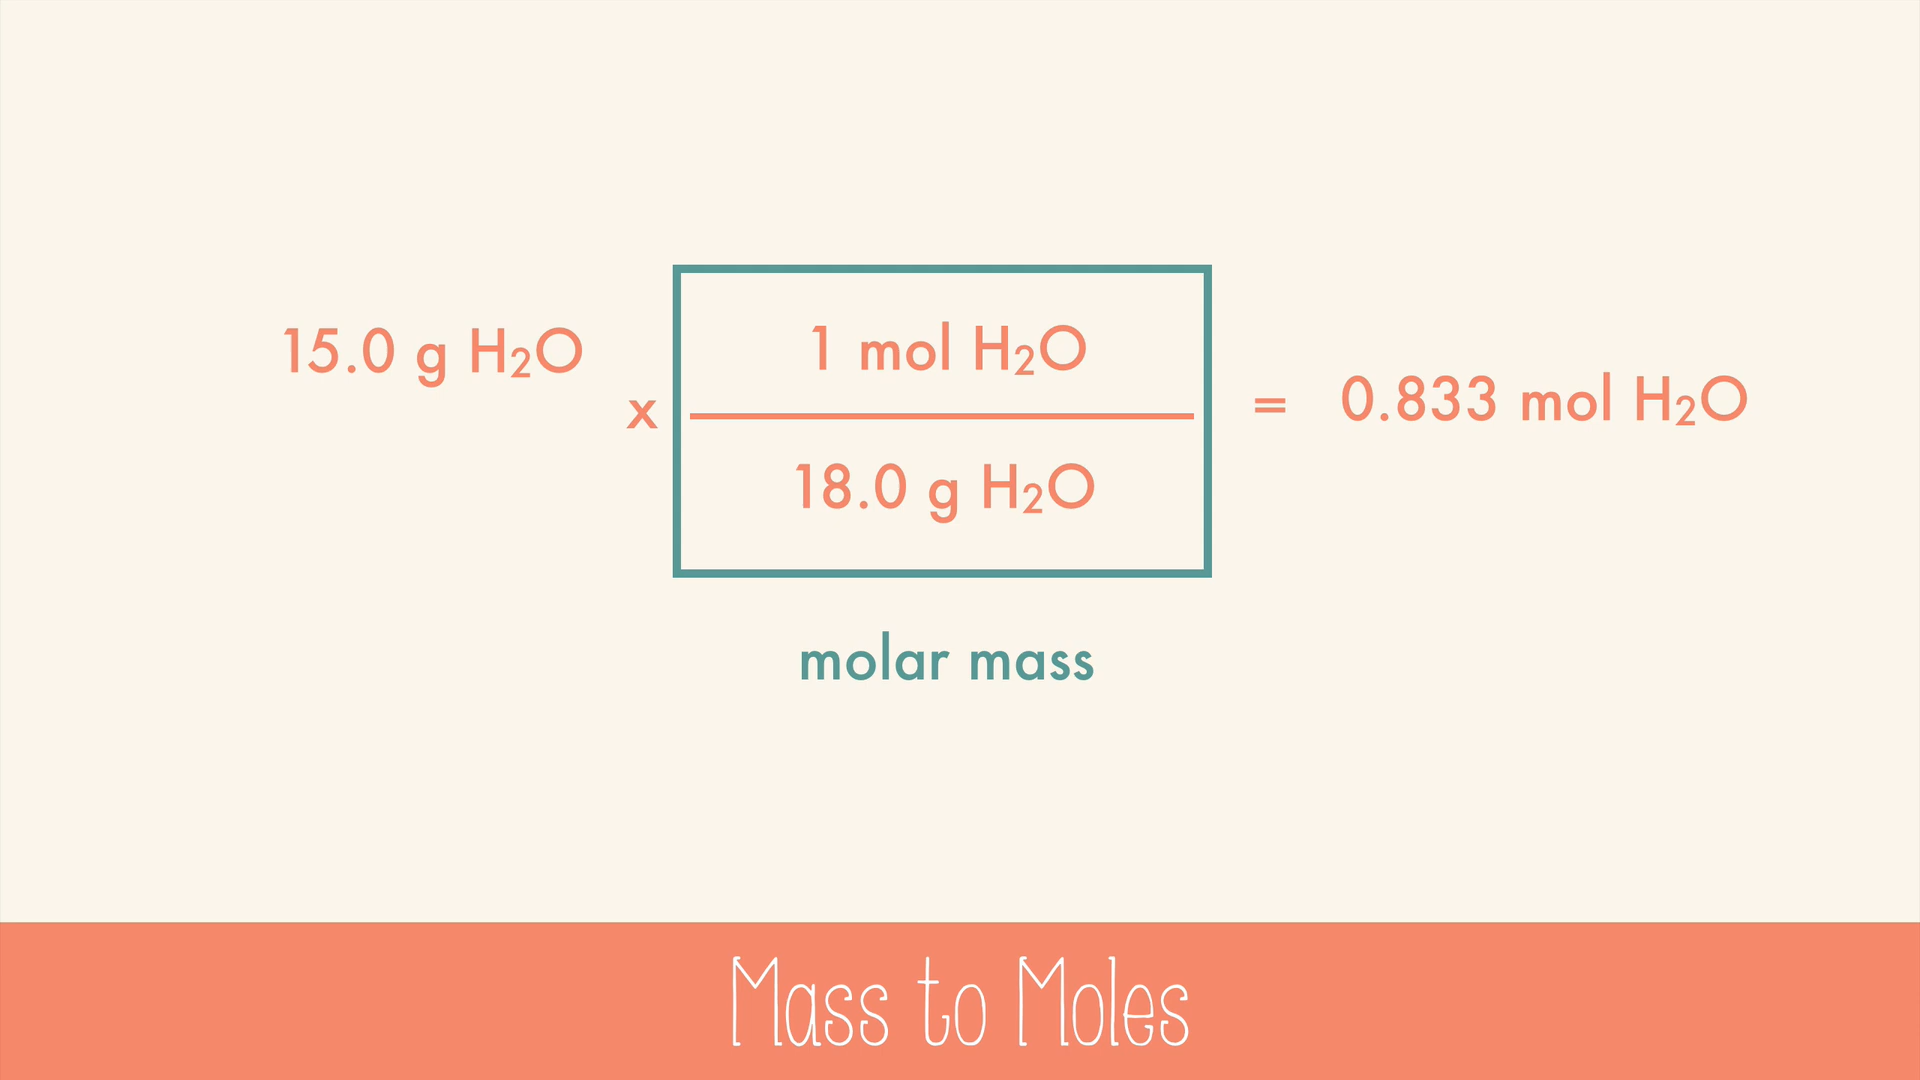 15.0 g H₂O x 1 mol H₂O = 0.833 mol H₂O
18.0 g H₂O
molar mass
Mass to Moles